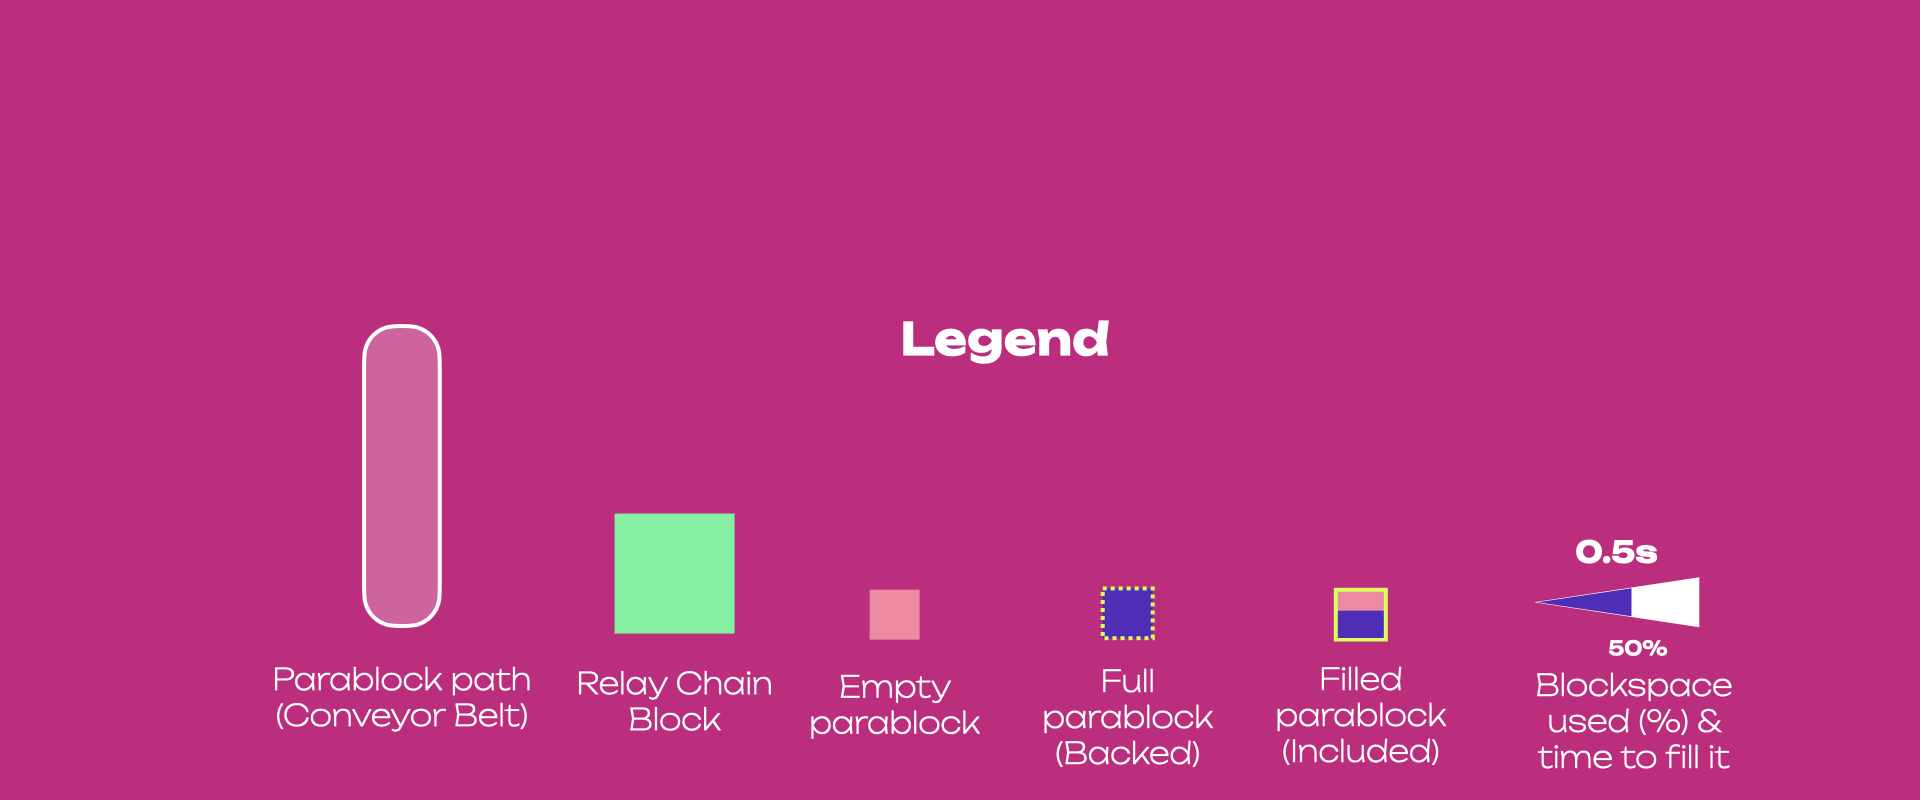 Legend
Parablock path
(Conveyor Belt)
Relay Chain
Block
Empty
parablock
Full
parablock
(Backed)
Filled
parablock
(Included)
0.5s
50%
Blockspace
used (%) &
time to fill it